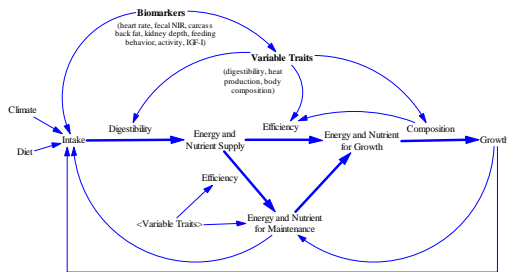 Biomarkers
(heart rate, fecal NIR, carcass
back fat, kidney depth, feeding
behavior, activity, IGF-I)
Variable Traits
(digestibility, heat
production, body
composition)
Climate
Diet
Intake
Digestibility
Energy and
Nutrient Supply
Efficiency
Energy and Nutrient
for Growth
Composition
Growth
Efficiency
<Variable Traits>
Energy and Nutrient
for Maintenance